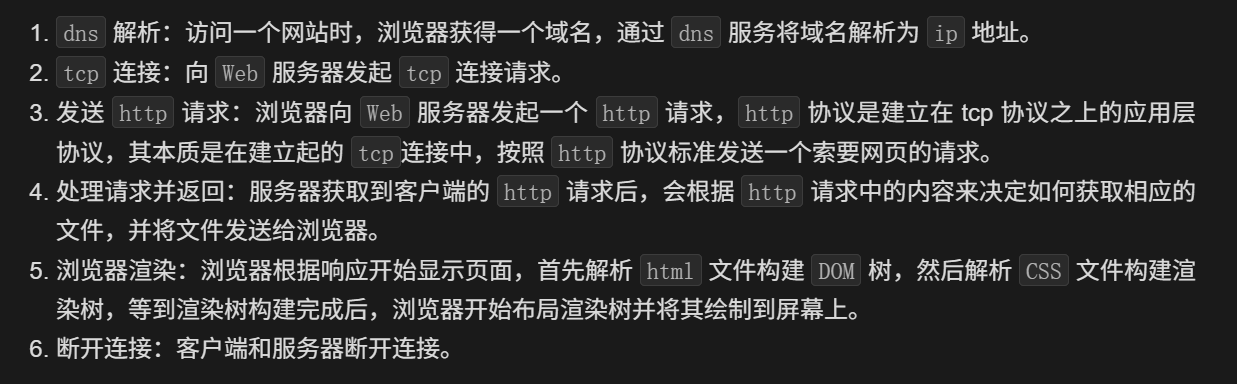 1. dns 解析：访问一个网站时，浏览器获得一个域名，通过 dns 服务将域名解析为 ip 地址。
2. tcp 连接：向 Web 服务器发起 tcp 连接请求。
3. 发送 http 请求：浏览器向 Web 服务器发起一个 http 请求，http 协议是建立在 tcp 协议之上的应用层
协议，其本质是在建立起的 tcp连接中，按照 http 协议标准发送一个索要网页的请求。
4. 处理请求并返回：服务器获取到客户端的 http 请求后，会根据 http 请求中的内容来决定如何获取相应的
文件，并将文件发送给浏览器。
5. 浏览器渲染：浏览器根据响应开始显示页面，首先解析 html 文件构建 DOM 树，然后解析 CSS 文件构建渲
染树，等到渲染树构建完成后，浏览器开始布局渲染树并将其绘制到屏幕上。
6. 断开连接：客户端和服务器断开连接。